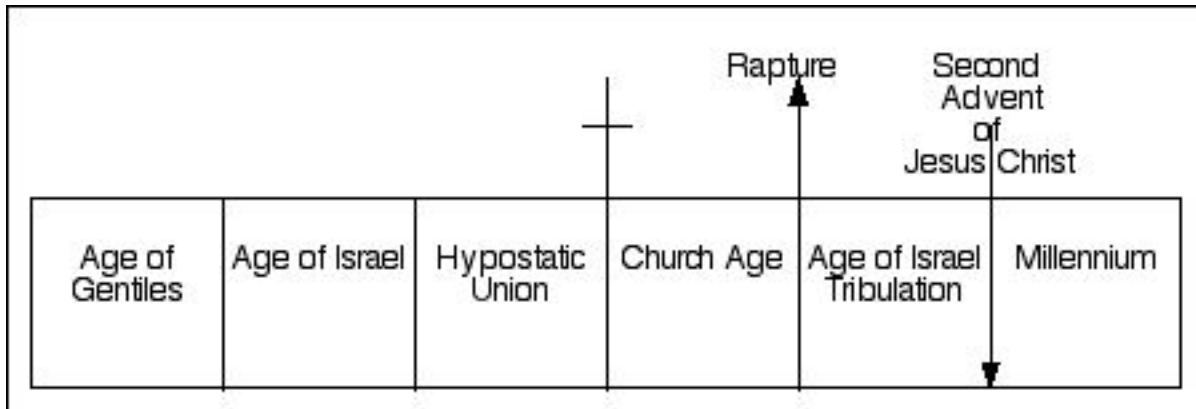 Rapture
Second
Advent
of
Jesus Christ
Age of
Gentiles
Age of Israel
Hypostatic
Union
Church Age
Age of Israel
Tribulation
Millennium